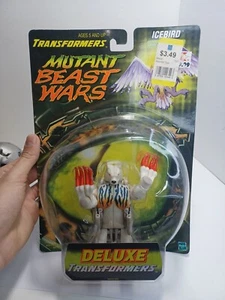 AGES 5 AND UP
TRANSFORMERS
ICEBIRD
$3.49
MUTANT
BEAST
WARS
DELUXE
TRANSFORMERS